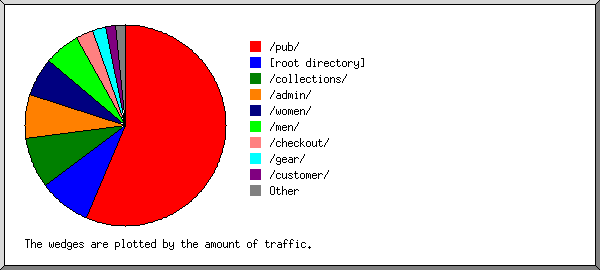 /pub/
[root directory]
/collections/
/admin/
/women/
/men/
/checkout/
/gear/
/customer/
Other
The wedges are plotted by the amount of traffic.